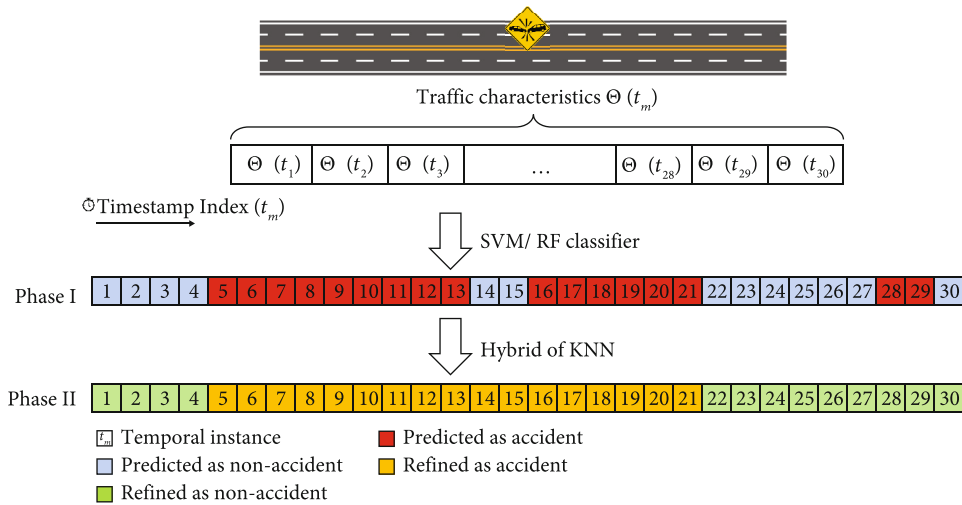 Traffic characteristics Θ (t_m)
Θ (t_1) Θ (t_2) Θ (t_3) … Θ (t_28) Θ (t_29) Θ (t_30)
Timestamp Index (t_m)
SVM/ RF classifier
Phase I 1 2 3 4 5 6 7 8 9 10 11 12 13 14 15 16 17 18 19 20 21 22 23 24 25 26 27 28 29 30
Hybrid of KNN
Phase II 1 2 3 4 5 6 7 8 9 10 11 12 13 14 15 16 17 18 19 20 21 22 23 24 25 26 27 28 29 30
t_m Temporal instance
Predicted as accident
Predicted as non-accident
Refined as accident
Refined as non-accident